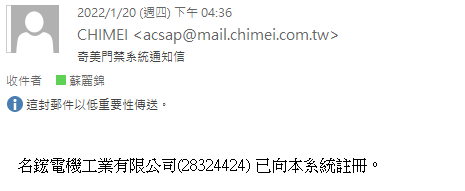 2022/1/20 (週四) 下午 04:36
CHIMEI <acsap@mail.chimei.com.tw>
奇美門禁系統通知信
收件者 蘇麗錦
這封郵件以低重要性傳送。
名鋐電機工業有限公司(28324424) 已向本系統註冊。